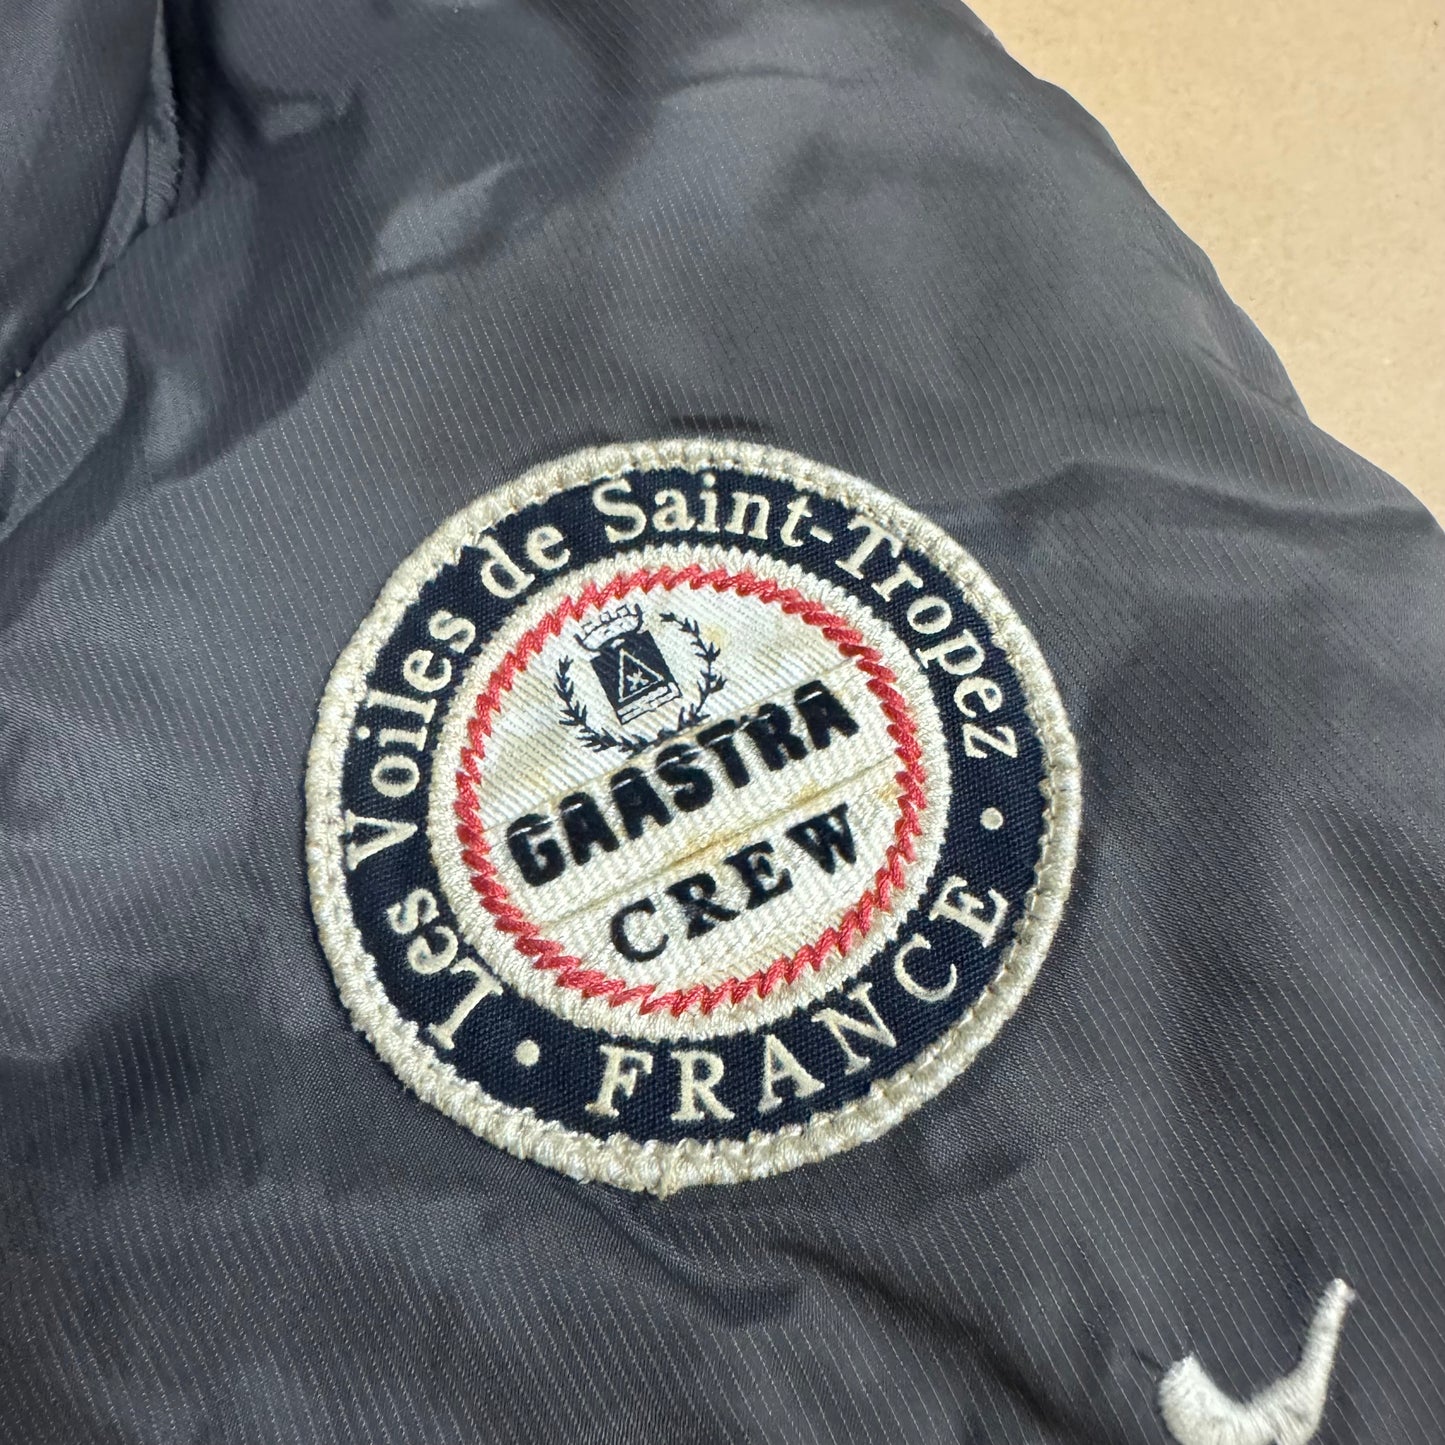 Les Voiles de Saint-Tropez
GAASTRA
CREW
• FRANCE •